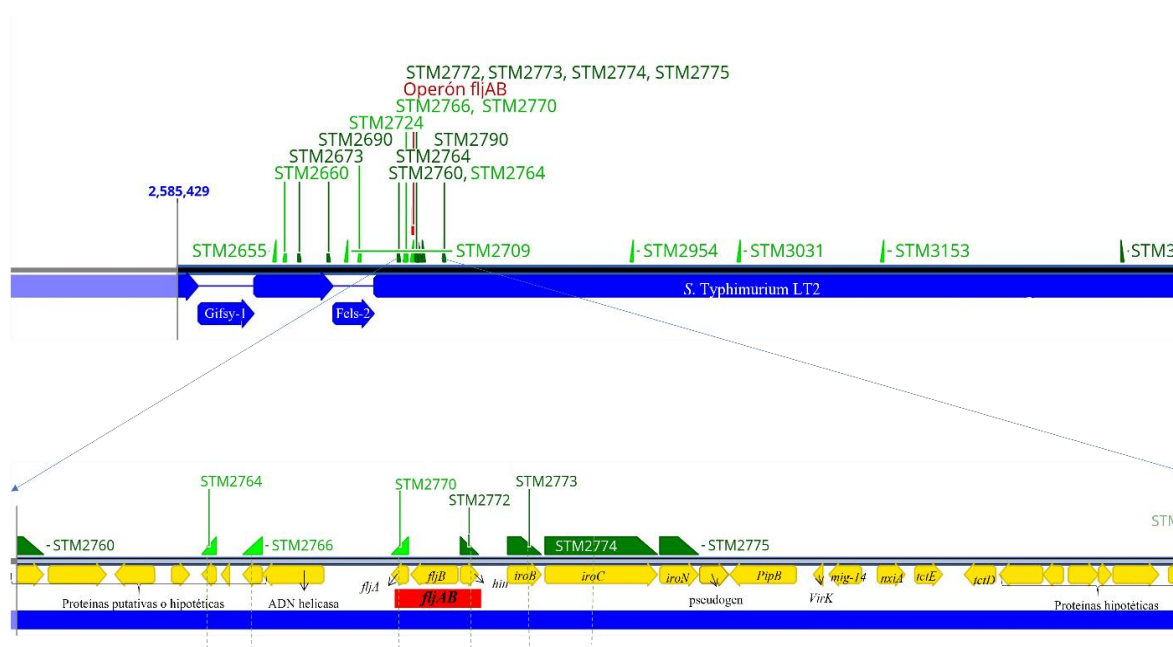 STM2772, STM2773, STM2774, STM2775
Operón fljAB
STM2766, STM2770
STM2724
STM2690 STM2790
STM2673 STM2764
STM2660 STM2760, STM2764
2,585,429
STM2655 STM2709 - STM2954 - STM3031 - STM3153 - STM3
S. Typhimurium LT2
Gifsy-1 Fels-2
STM2764 STM2770 STM2773
STM2772
STM
- STM2760 - STM2766 STM2774 - STM2775
fljA fljB hin iroB iroC iroN PipB mig-14 nxiA tctE tctD
Proteínas putativas o hipotéticas ADN helicasa fljAB pseudogen VirK Proteínas hipotéticas